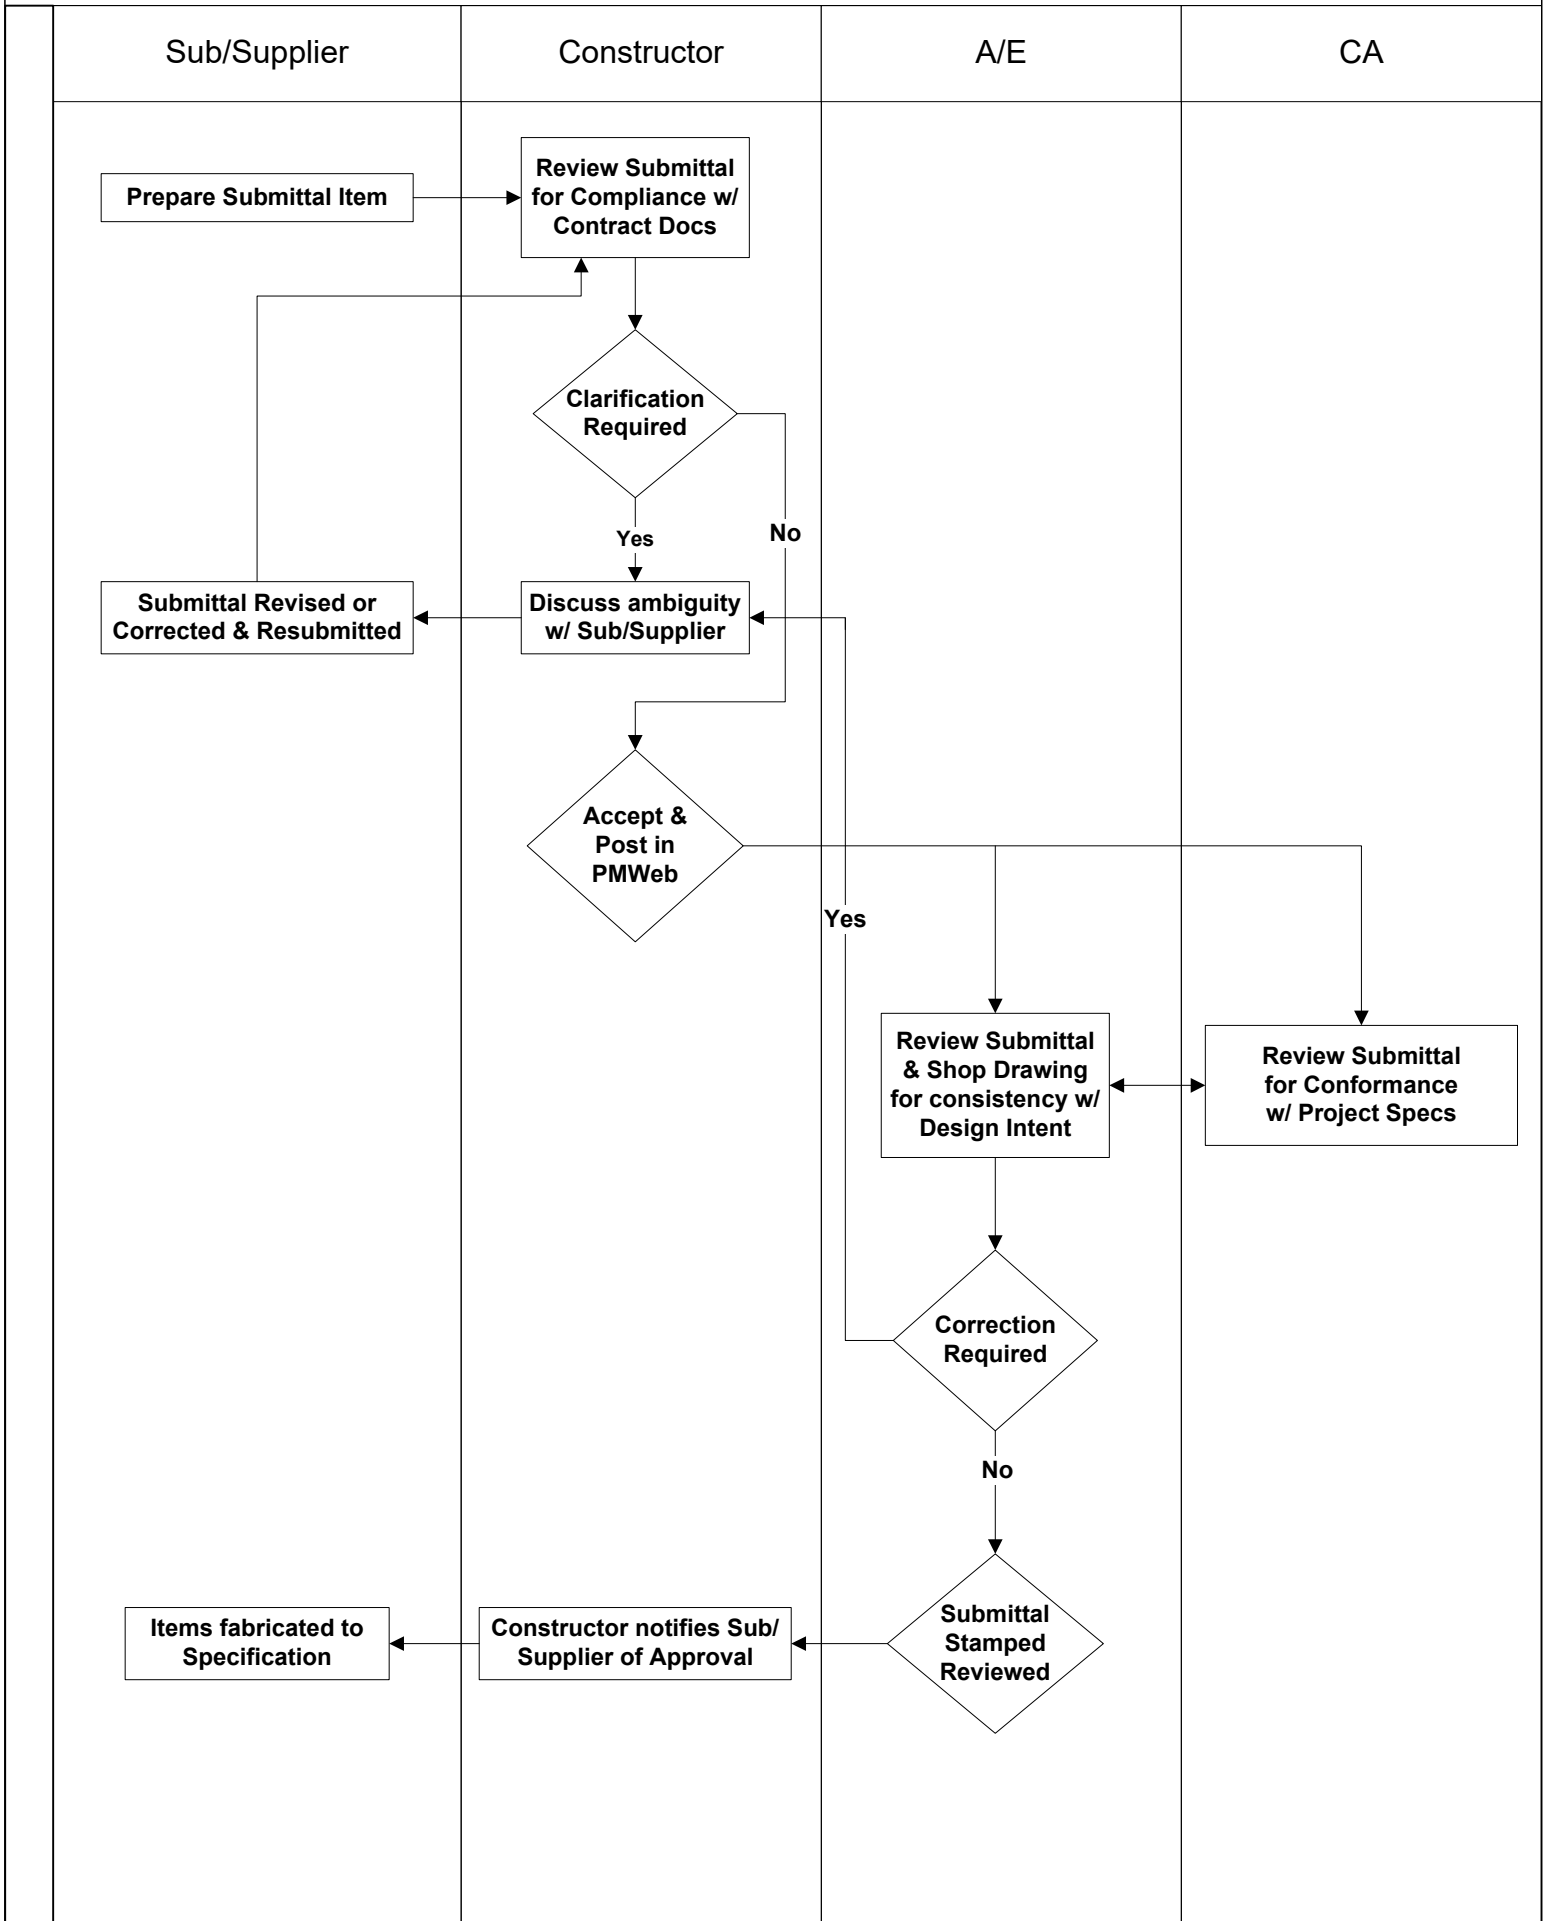 Sub/Supplier
Constructor
A/E
CA
Prepare Submittal Item
Review Submittal
for Compliance w/
Contract Docs
Clarification
Required
Yes
No
Submittal Revised or
Corrected & Resubmitted
Discuss ambiguity
w/ Sub/Supplier
Accept &
Post in
PMWeb
Yes
Review Submittal
& Shop Drawing
for consistency w/
Design Intent
Review Submittal
for Conformance
w/ Project Specs
Correction
Required
No
Items fabricated to
Specification
Constructor notifies Sub/
Supplier of Approval
Submittal
Stamped
Reviewed